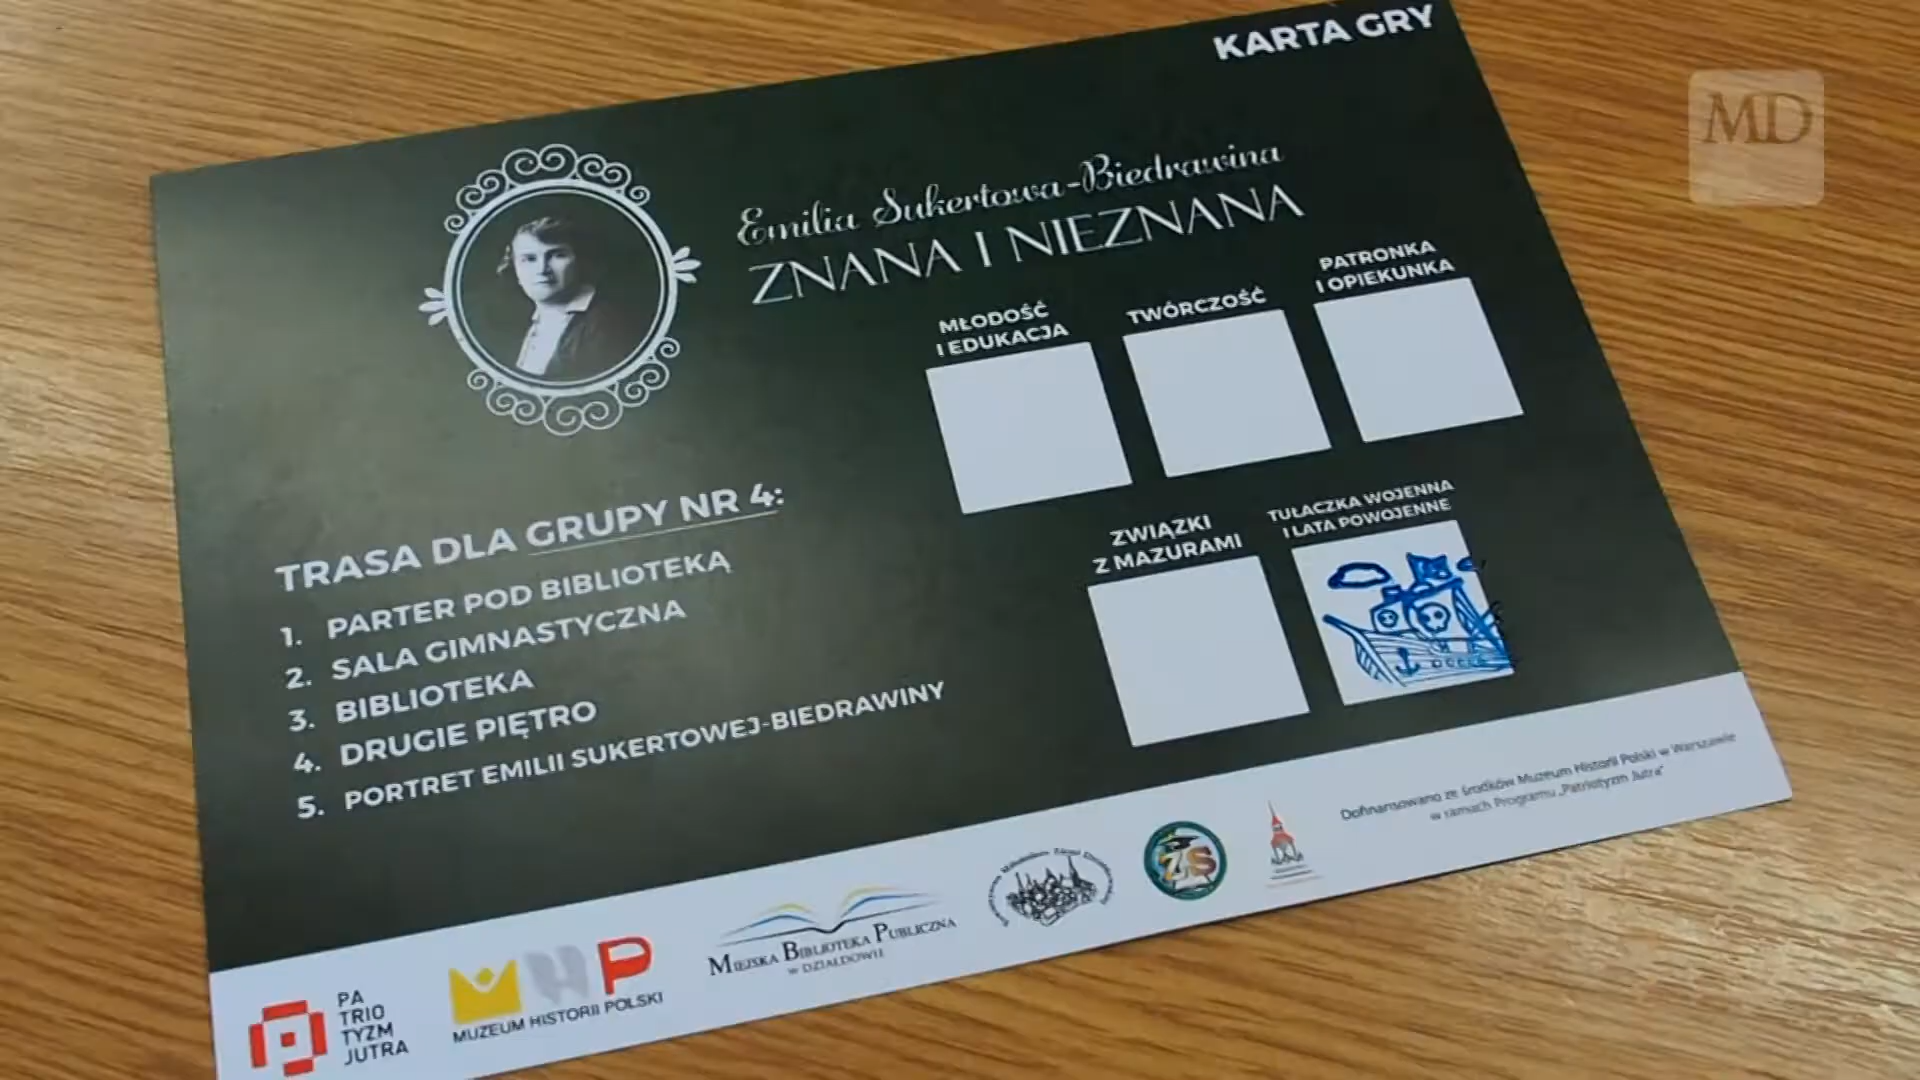 KARTA GRY
MD
Emilia Sukertowa-Biedrawina
ZNANA I NIEZNANA
MŁODOŚĆ
I EDUKACJA
TWÓRCZOŚĆ
PATRONKA
I OPIEKUNKA
ZWIĄZKI
Z MAZURAMI
TUŁACZKA WOJENNA
I LATA POWOJENNE
TRASA DLA GRUPY NR 4:
1. PARTER POD BIBLIOTEKĄ
2. SALA GIMNASTYCZNA
3. BIBLIOTEKA
4. DRUGIE PIĘTRO
5. PORTRET EMILII SUKERTOWEJ-BIEDRAWINY
PA
TRIO
TYZM
JUTRA
MHP
MUZEUM HISTORII POLSKI
MIEJSKA BIBLIOTEKA PUBLICZNA
W DZIAŁDOWIE
ZS
Dofinansowano ze środków Muzeum Historii Polski w Warszawie
w ramach Programu „Patriotyzm Jutra”